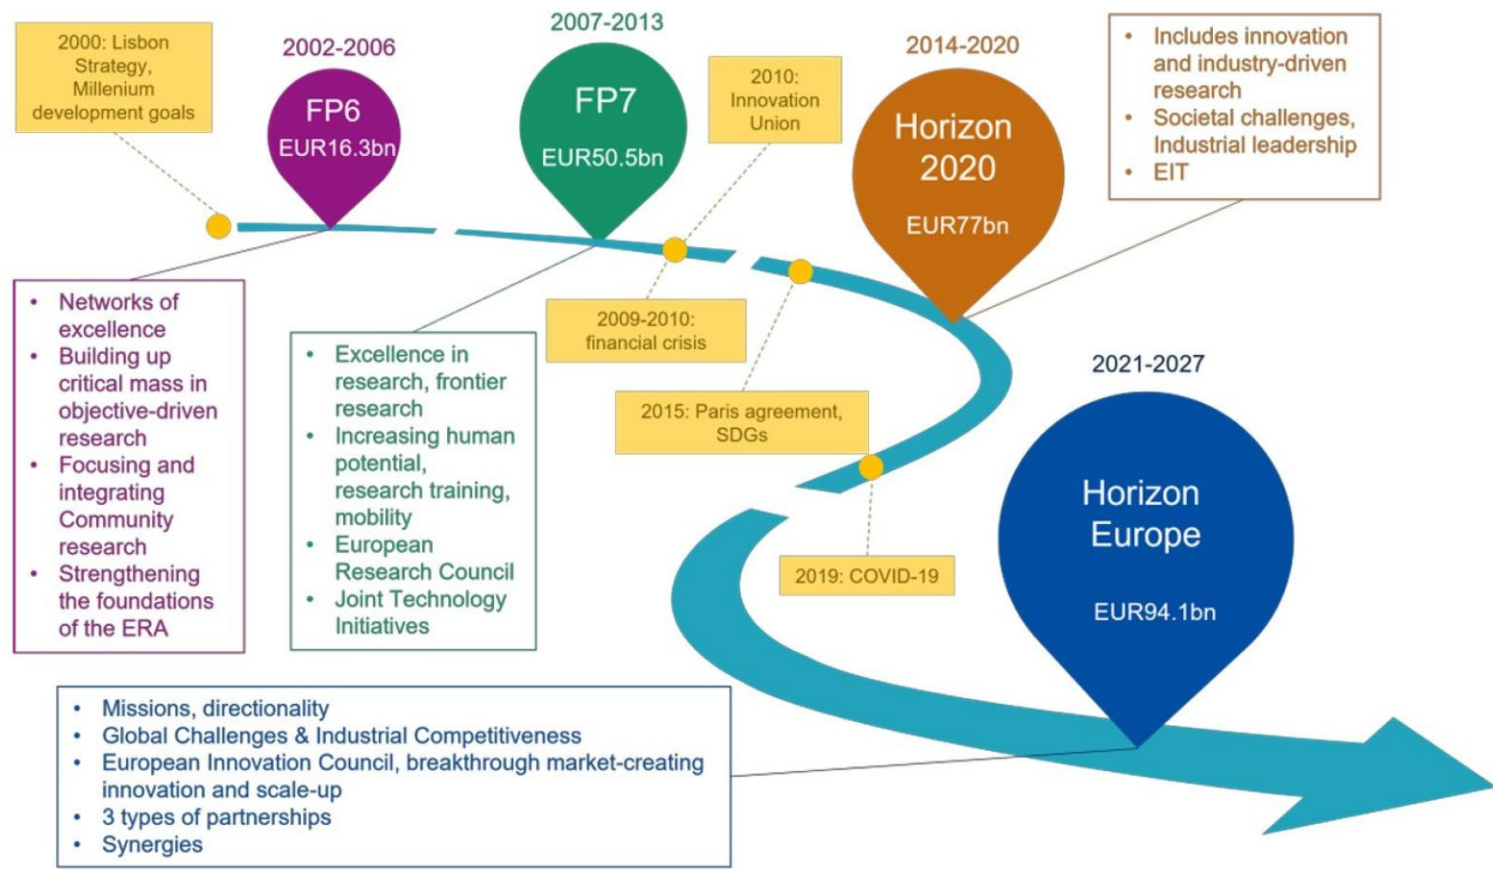 2000: Lisbon
Strategy,
Millenium
development goals
2002-2006
FP6
EUR16.3bn
2007-2013
FP7
EUR50.5bn
2010:
Innovation
Union
2014-2020
Horizon
2020
EUR77bn
• Includes innovation
and industry-driven
research
• Societal challenges,
Industrial leadership
• EIT
• Networks of
excellence
• Building up
critical mass in
objective-driven
research
• Focusing and
integrating
Community
research
• Strengthening
the foundations
of the ERA
• Excellence in
research, frontier
research
• Increasing human
potential,
research training,
mobility
• European
Research Council
• Joint Technology
Initiatives
2009-2010:
financial crisis
2015: Paris agreement,
SDGs
2019: COVID-19
2021-2027
Horizon
Europe
EUR94.1bn
• Missions, directionality
• Global Challenges & Industrial Competitiveness
• European Innovation Council, breakthrough market-creating
innovation and scale-up
• 3 types of partnerships
• Synergies